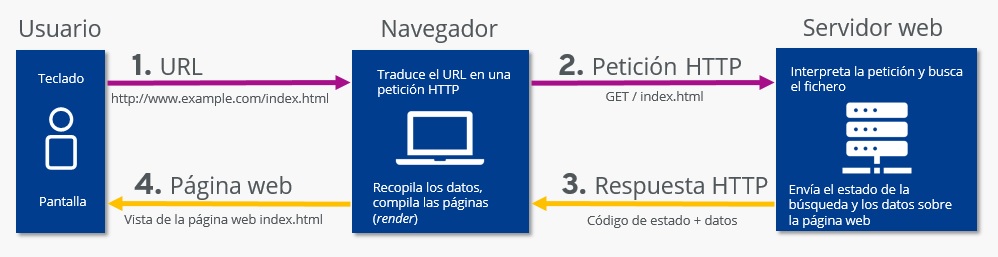 Usuario
Navegador
Servidor web
Teclado
1. URL
http://www.example.com/index.html
Traduce el URL en una
petición HTTP
2. Petición HTTP
GET / index.html
Interpreta la petición y busca
el fichero
4. Página web
Pantalla
Vista de la página web index.html
Recopila los datos,
compila las páginas
(render)
3. Respuesta HTTP
Código de estado + datos
Envía el estado de la
búsqueda y los datos sobre
la página web